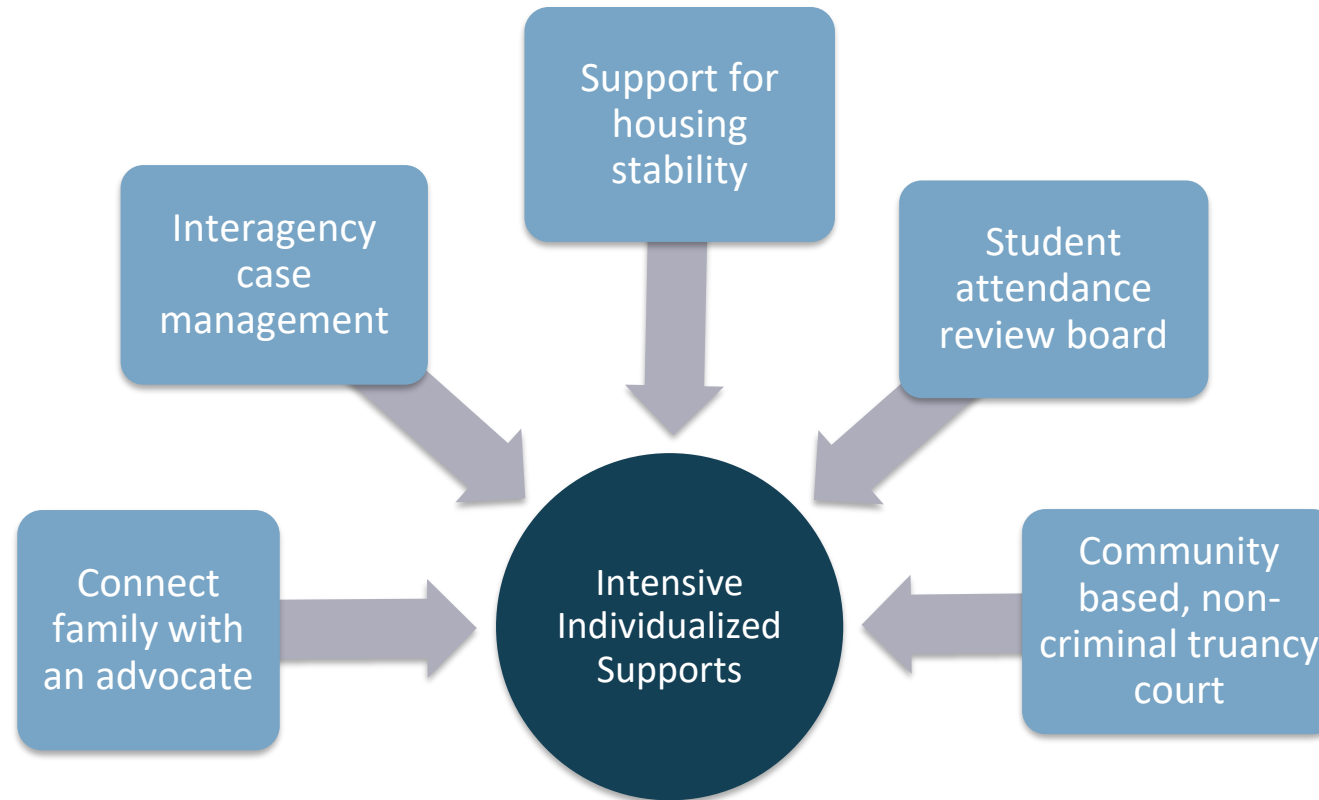 Support for
housing
stability
Interagency
case
management
Student
attendance
review board
Connect
family with
an advocate
Intensive
Individualized
Supports
Community
based, non-
criminal truancy
court